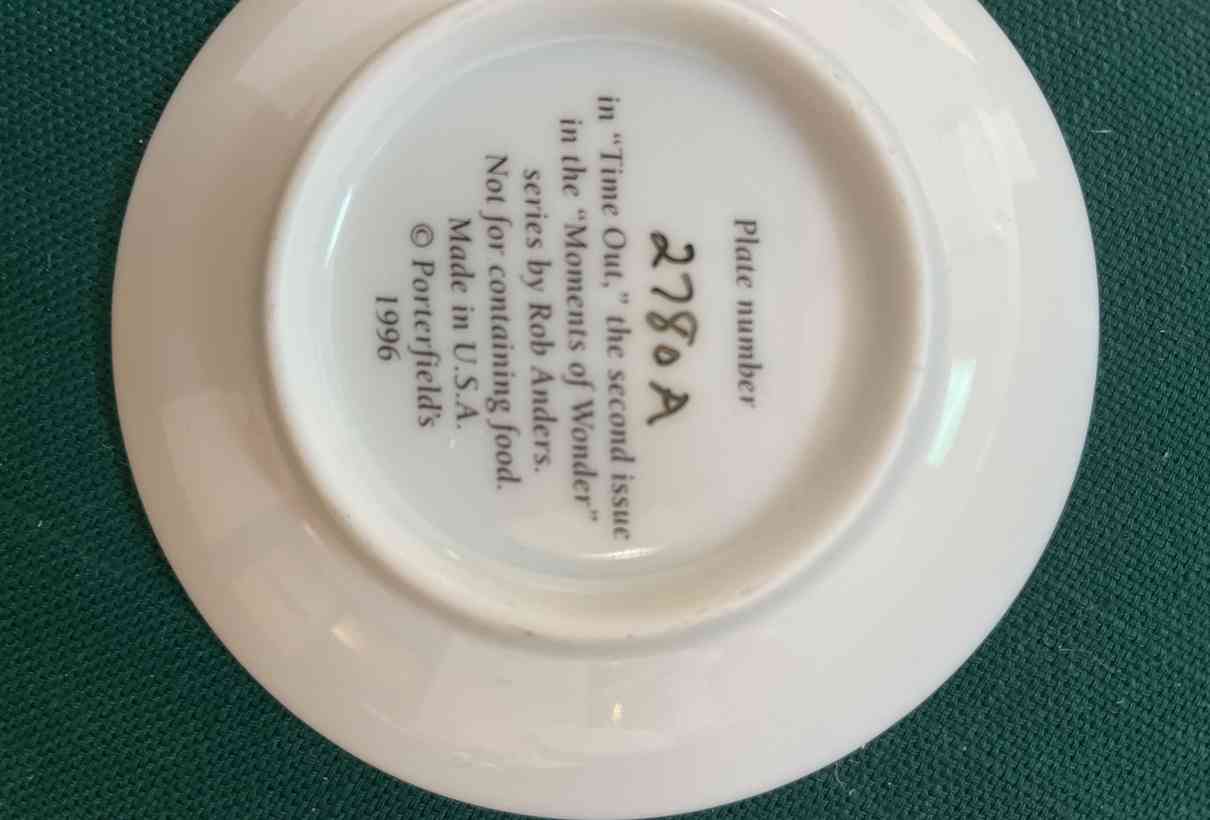 Plate number
2780A
in "Time Out," the second issue
in the "Moments of Wonder"
series by Rob Anders.
Not for containing food.
Made in U.S.A.
© Porterfield's
1996